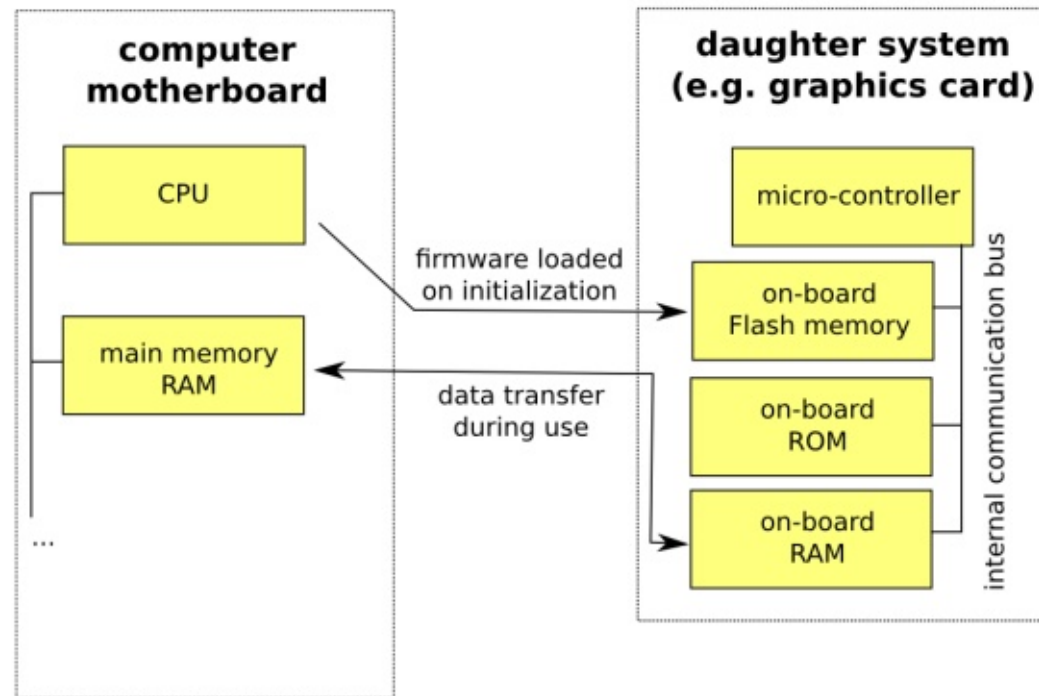 computer
motherboard
CPU
main memory
RAM
...
firmware loaded
on initialization
data transfer
during use
daughter system
(e.g. graphics card)
micro-controller
on-board
Flash memory
on-board
ROM
on-board
RAM
internal communication bus